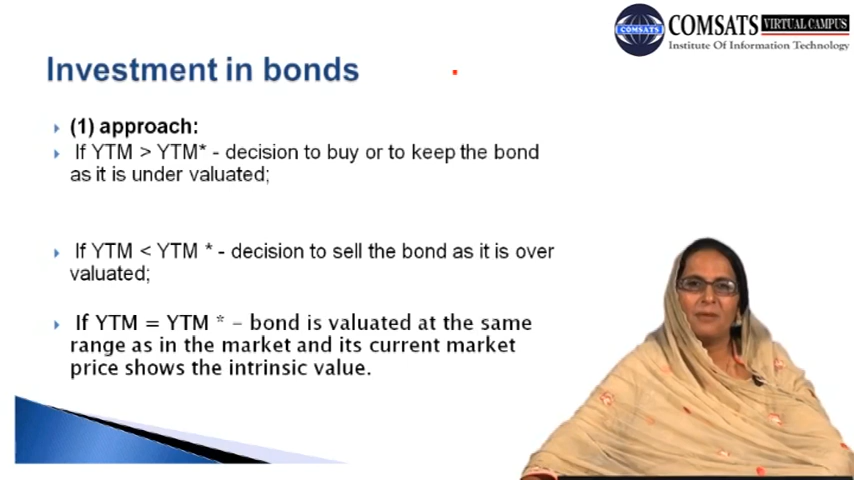 COMSATS VIRTUAL CAMPUS
Institute Of Information Technology
COMSATS
Investment in bonds
(1) approach:
If YTM > YTM* - decision to buy or to keep the bond
as it is under valuated;
If YTM < YTM * - decision to sell the bond as it is over
valuated;
If YTM = YTM * – bond is valuated at the same
range as in the market and its current market
price shows the intrinsic value.